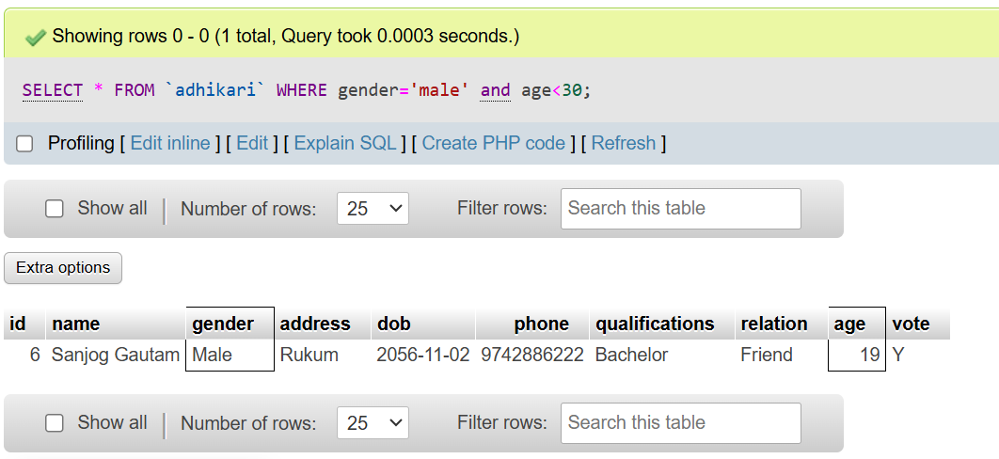 Showing rows 0 - 0 (1 total, Query took 0.0003 seconds.)
SELECT * FROM `adhikari` WHERE gender='male' and age<30;
Profiling [ Edit inline ] [ Edit ] [ Explain SQL ] [ Create PHP code ] [ Refresh ]
Show all | Number of rows: 25 Filter rows: Search this table
Extra options
id name gender address dob phone qualifications relation age vote
6 Sanjog Gautam Male Rukum 2056-11-02 9742886222 Bachelor Friend 19 Y
Show all | Number of rows: 25 Filter rows: Search this table